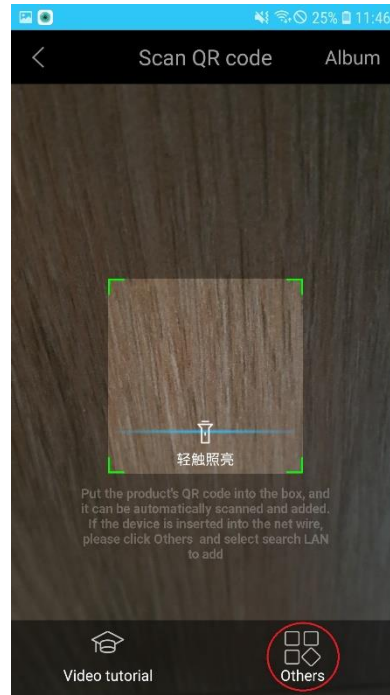 25% 11:46
Scan QR code Album
轻触照亮
Put the product's QR code into the box, and
it can be automatically scanned and added.
If the device is inserted into the net wire,
please click Others and select search LAN
to add
Video tutorial Others